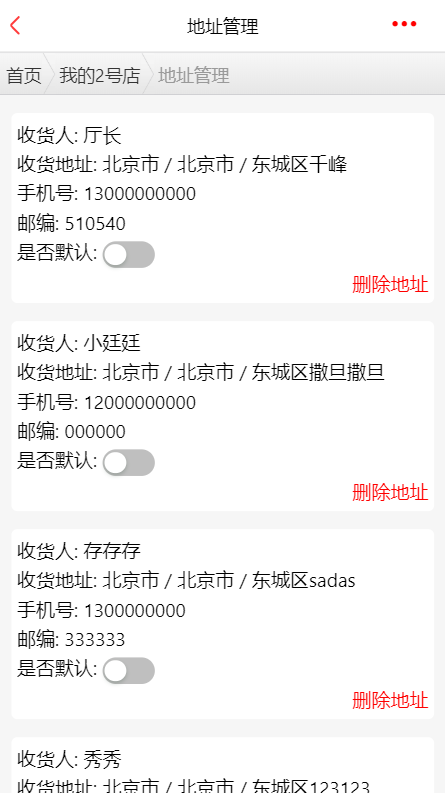 地址管理
首页 我的2号店 地址管理
收货人: 厅长
收货地址: 北京市 / 北京市 / 东城区千峰
手机号: 13000000000
邮编: 510540
是否默认:
删除地址
收货人: 小廷廷
收货地址: 北京市 / 北京市 / 东城区撒旦撒旦
手机号: 12000000000
邮编: 000000
是否默认:
删除地址
收货人: 存存存
收货地址: 北京市 / 北京市 / 东城区sadas
手机号: 1300000000
邮编: 333333
是否默认:
删除地址
收货人: 秀秀
收货地址: 北京市 / 北京市 / 东城区123123